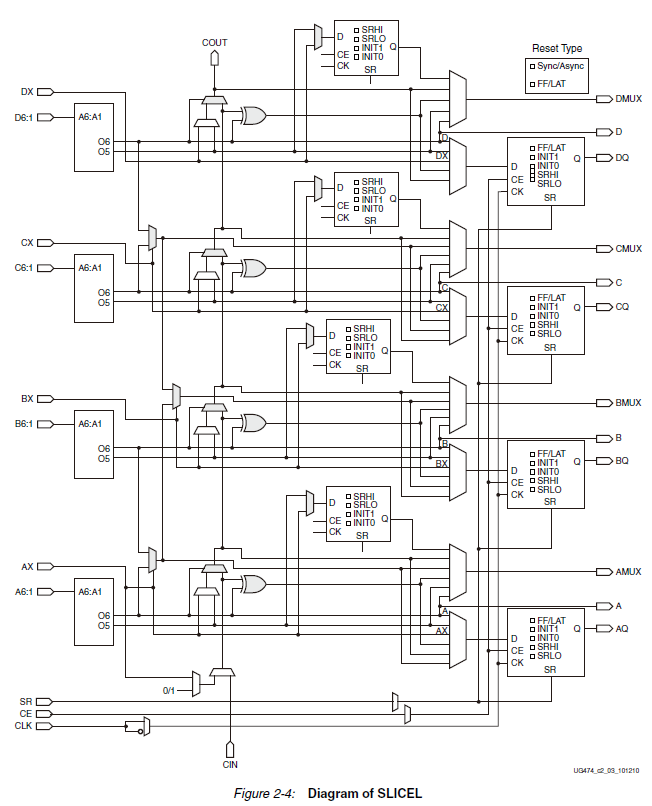 COUT
D
CE
CK
SRHI
SRLO
INIT1
INIT0
Q
SR
Reset Type
Sync/Async
FF/LAT
DX
D6:1
A6:A1
O6
O5
DMUX
D
D
DX
D
CE
CK
FF/LAT
INIT1
INIT0
SRHI
SRLO
Q
SR
DQ
D
CE
CK
SRHI
SRLO
INIT1
INIT0
Q
SR
CX
C6:1
A6:A1
O6
O5
CMUX
C
C
CX
D
CE
CK
FF/LAT
INIT1
INIT0
SRHI
SRLO
Q
SR
CQ
D
CE
CK
SRHI
SRLO
INIT1
INIT0
Q
SR
BX
B6:1
A6:A1
O6
O5
BMUX
B
B
BX
D
CE
CK
FF/LAT
INIT1
INIT0
SRHI
SRLO
Q
SR
BQ
D
CE
CK
SRHI
SRLO
INIT1
INIT0
Q
SR
AX
A6:1
A6:A1
O6
O5
AMUX
A
A
AX
D
CE
CK
FF/LAT
INIT1
INIT0
SRHI
SRLO
Q
SR
AQ
0/1
SR
CE
CLK
CIN
UG474_c2_03_101210
Figure 2-4: Diagram of SLICEL